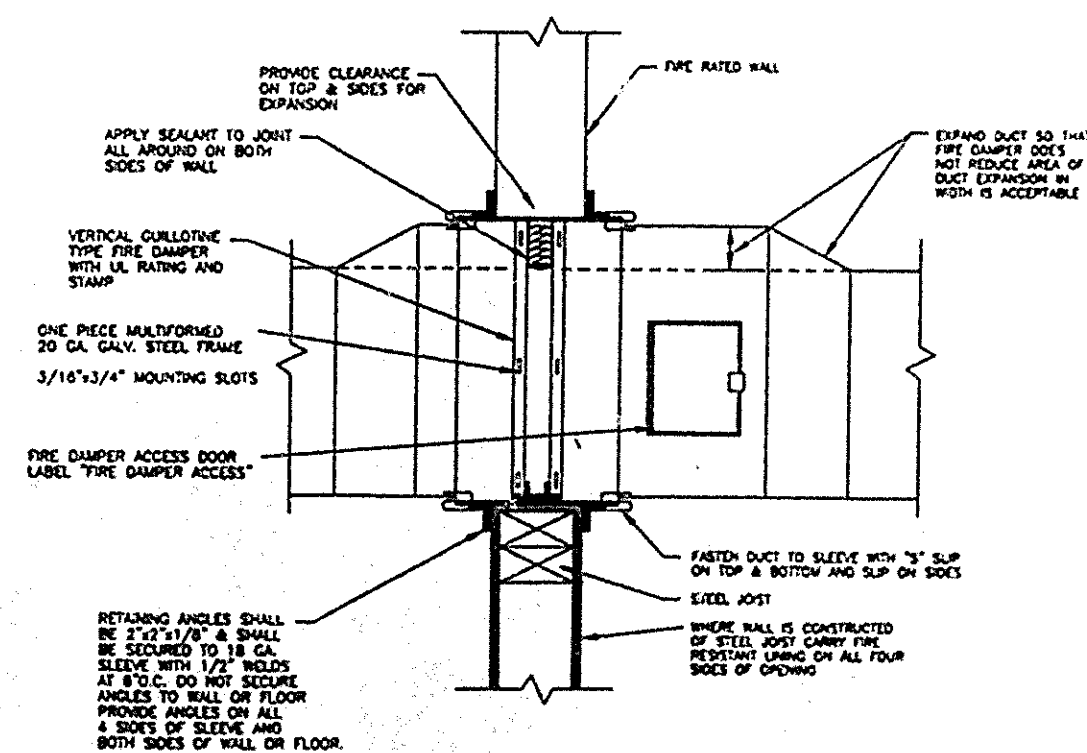 PROVIDE CLEARANCE
ON TOP & SIDES FOR
EXPANSION
FIRE RATED WALL
APPLY SEALANT TO JOINT
ALL AROUND ON BOTH
SIDES OF WALL
EXPAND DUCT SO THAT
FIRE DAMPER DOES
NOT REDUCE AREA OF
DUCT EXPANSION IN
WIDTH IS ACCEPTABLE
VERTICAL GUILLOTINE
TYPE FIRE DAMPER
WITH UL RATING AND
STAMP
ONE PIECE MULTIFORMED
20 GA. GALV. STEEL FRAME
3/16"x3/4" MOUNTING SLOTS
FIRE DAMPER ACCESS DOOR
LABEL "FIRE DAMPER ACCESS"
FASTEN DUCT TO SLEEVE WITH "S" SLIP
ON TOP & BOTTOM AND SLIP ON SIDES
STEEL JOIST
WHERE WALL IS CONSTRUCTED
OF STEEL JOIST CARRY FIRE
RESISTANT LINING ON ALL FOUR
SIDES OF OPENING
RETAINING ANGLES SHALL
BE 2"x2"x1/8" & SHALL
BE SECURED TO 18 GA.
SLEEVE WITH 1/2" WELDS
AT 8"O.C. DO NOT SECURE
ANGLES TO WALL OR FLOOR
PROVIDE ANGLES ON ALL
4 SIDES OF SLEEVE AND
BOTH SIDES OF WALL OR FLOOR.